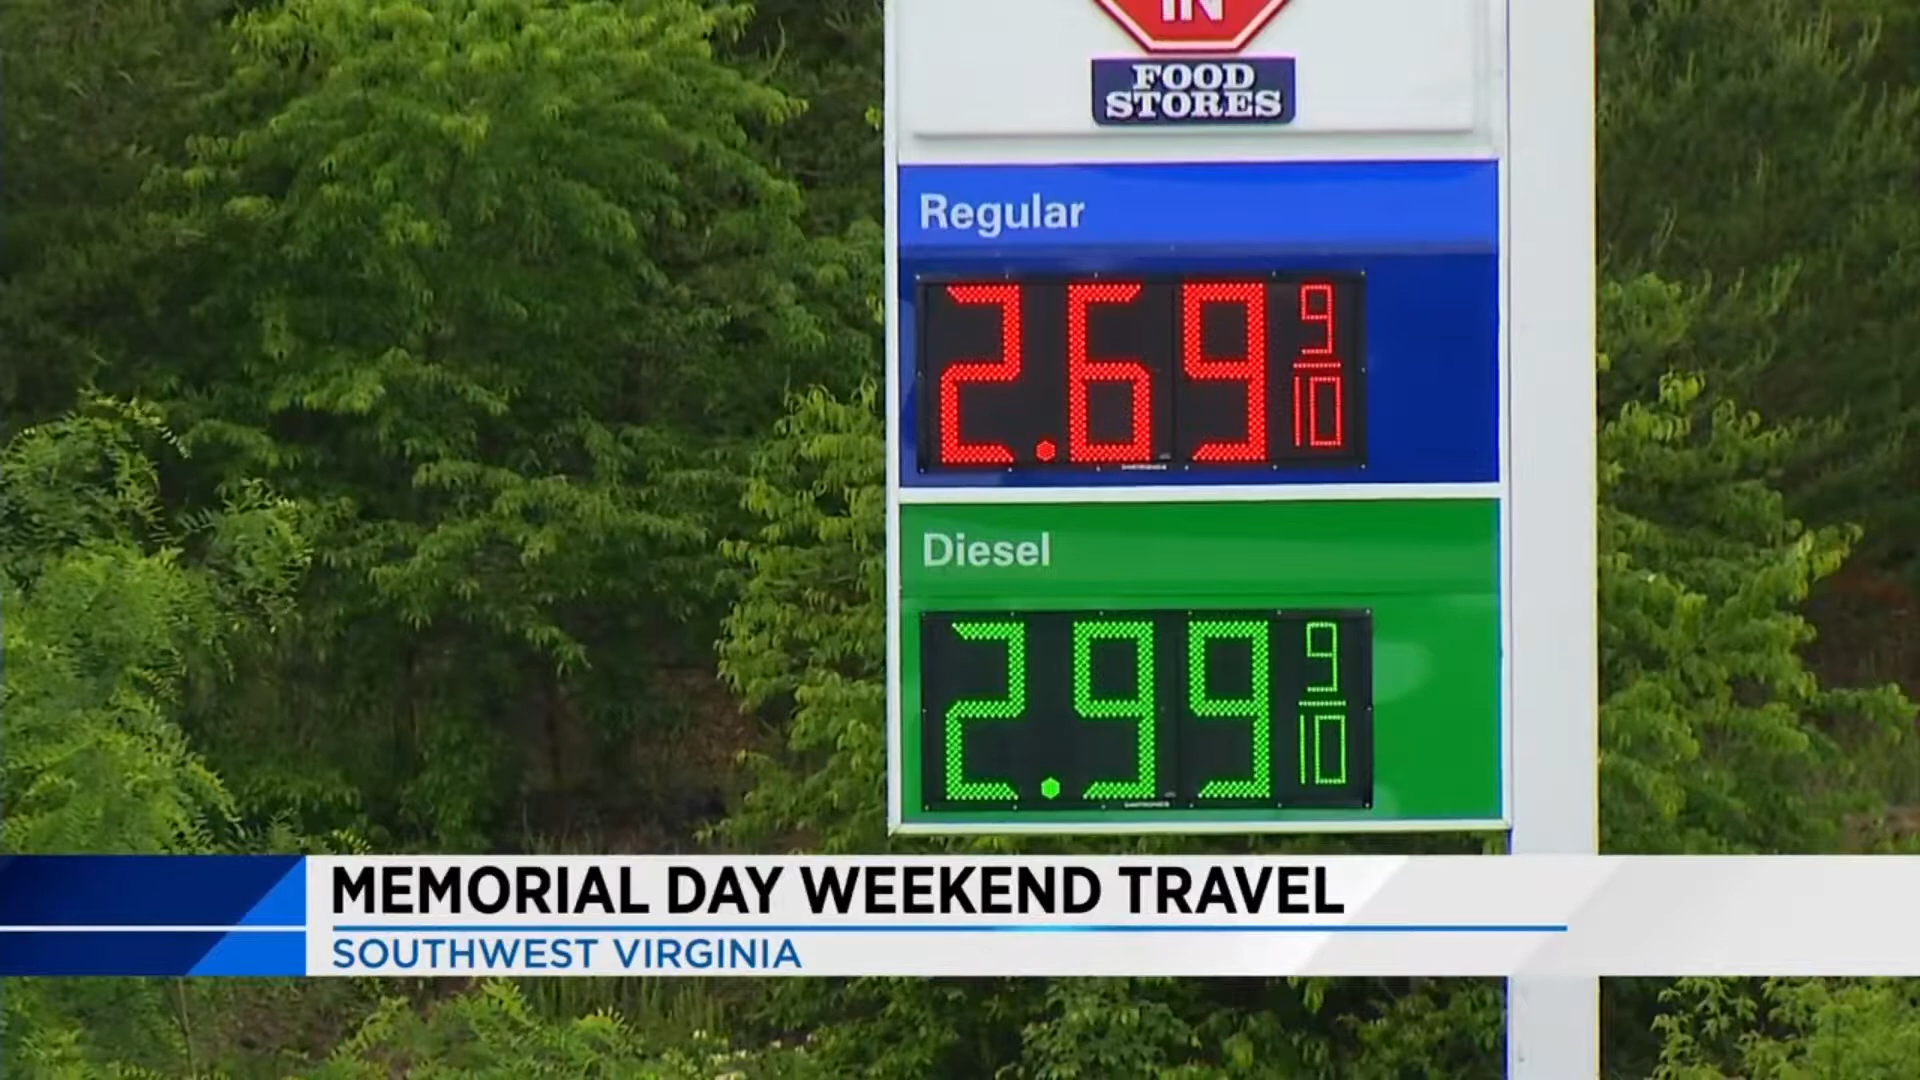 IN
FOOD
STORES
Regular
2.69 9/10
Diesel
2.99 9/10
MEMORIAL DAY WEEKEND TRAVEL
SOUTHWEST VIRGINIA